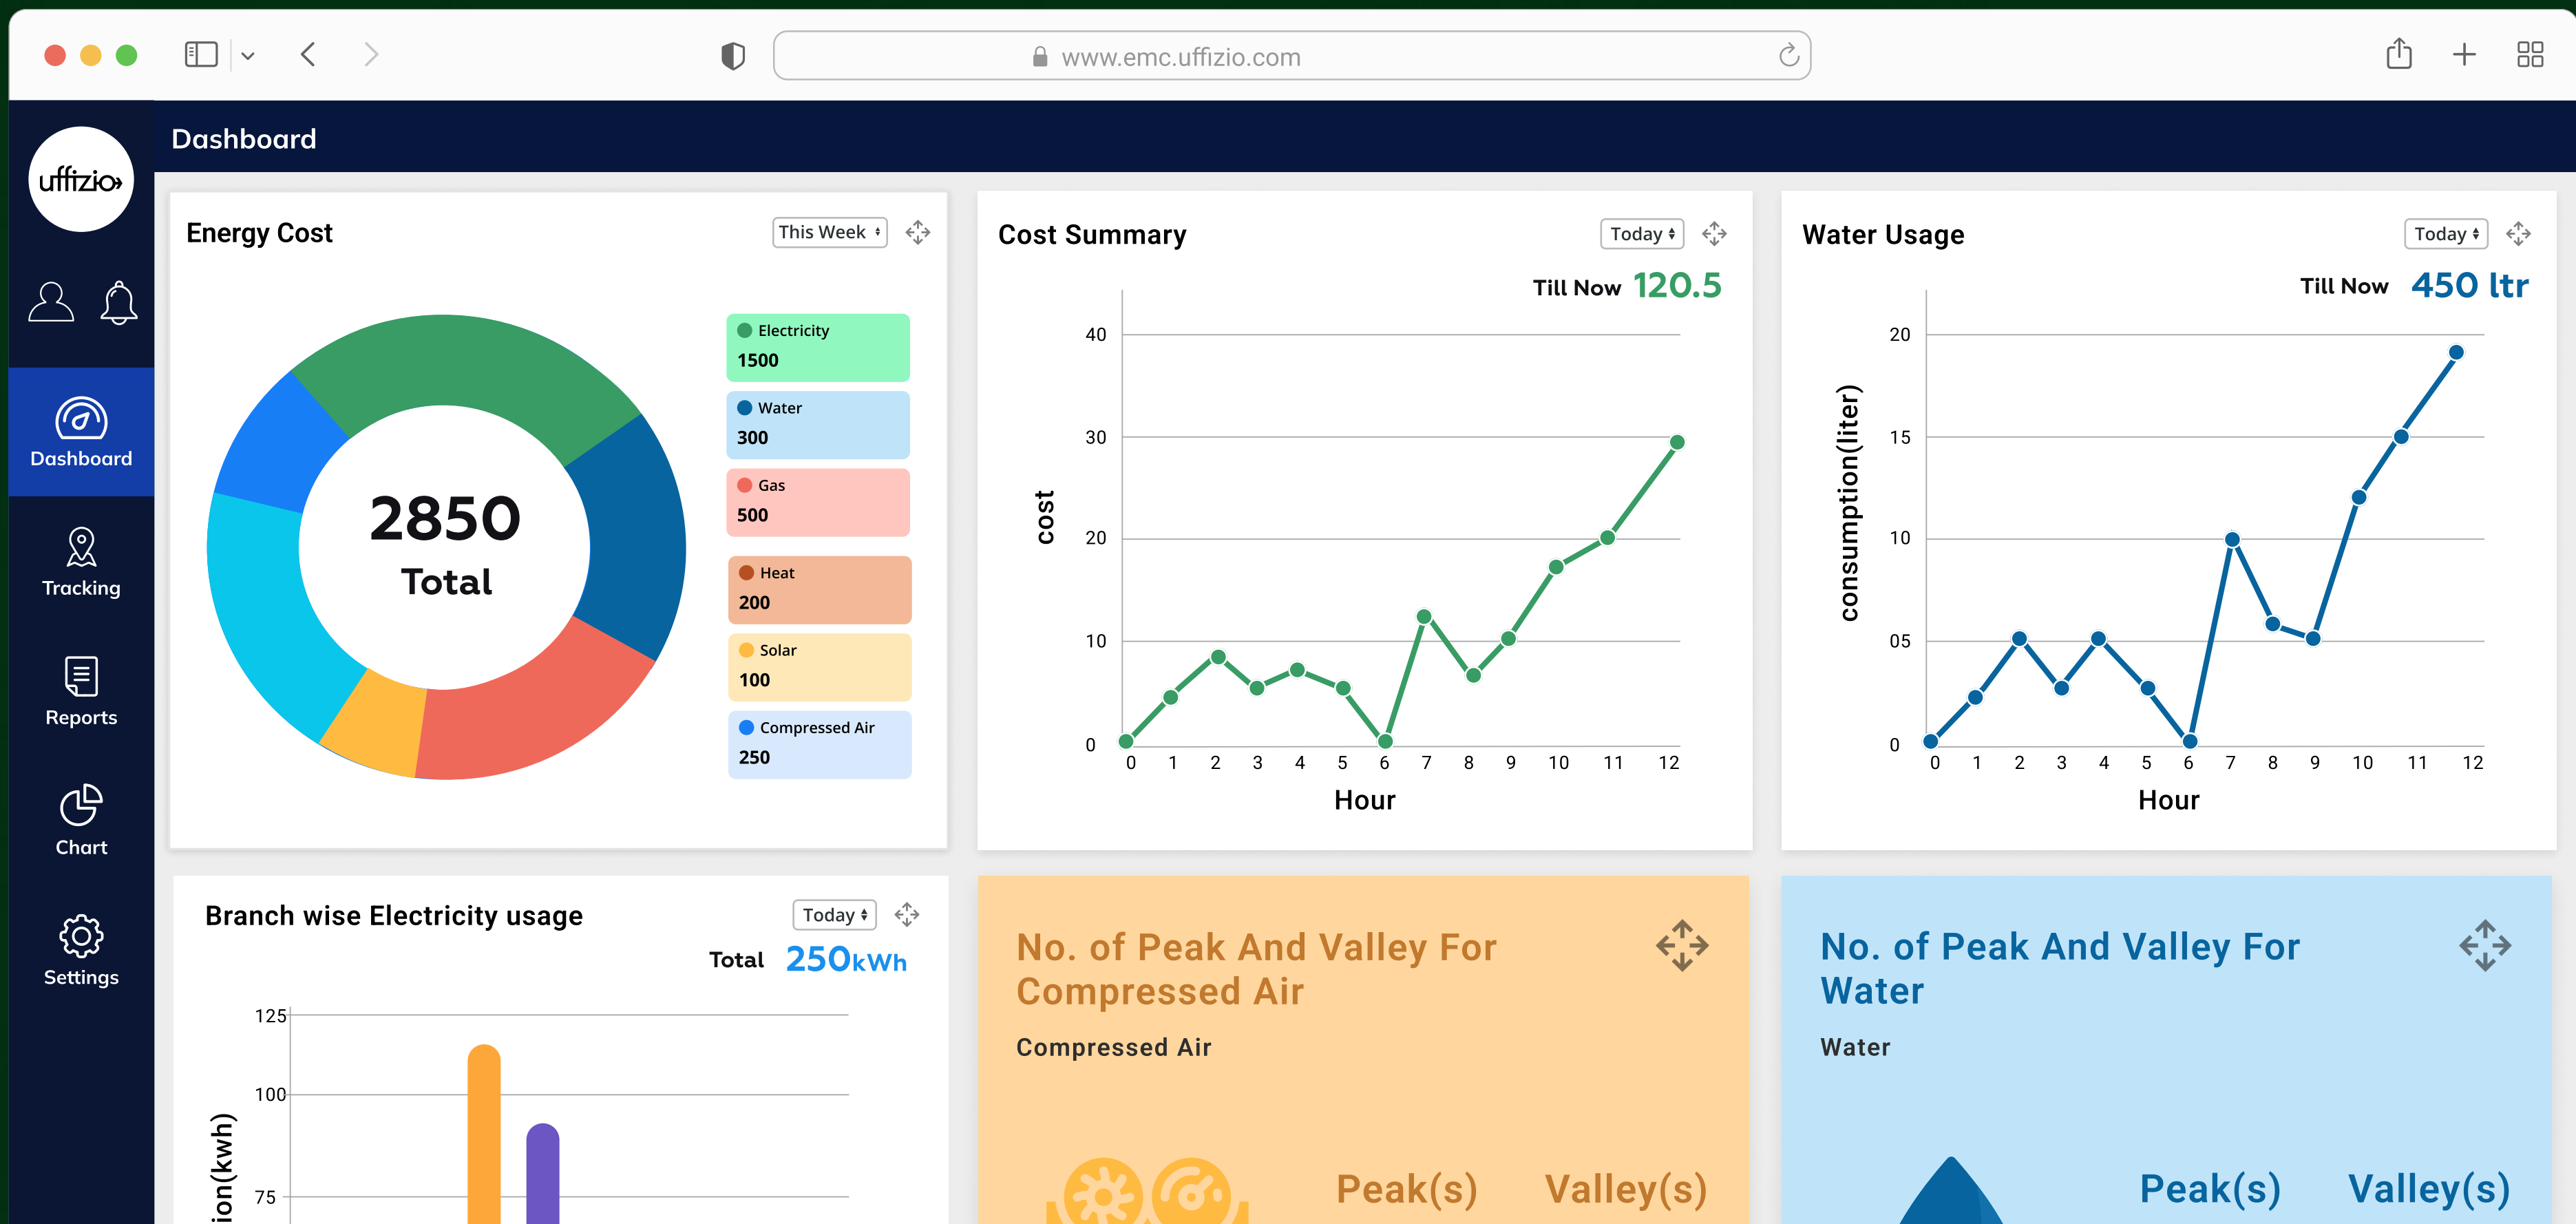 www.emc.uffizio.com
uffizio
Dashboard
Dashboard
Tracking
Reports
Chart
Settings
Energy Cost
This Week
2850
Total
Electricity
1500
Water
300
Gas
500
Heat
200
Solar
100
Compressed Air
250
Cost Summary
Today
Till Now 120.5
cost
40
30
20
10
0
0 1 2 3 4 5 6 7 8 9 10 11 12
Hour
Water Usage
Today
Till Now 450 ltr
consumption(liter)
20
15
10
05
0
0 1 2 3 4 5 6 7 8 9 10 11 12
Hour
Branch wise Electricity usage
Today
Total 250kWh
125
100
75
ion(kwh)
No. of Peak And Valley For
Compressed Air
Compressed Air
Peak(s) Valley(s)
No. of Peak And Valley For
Water
Water
Peak(s) Valley(s)